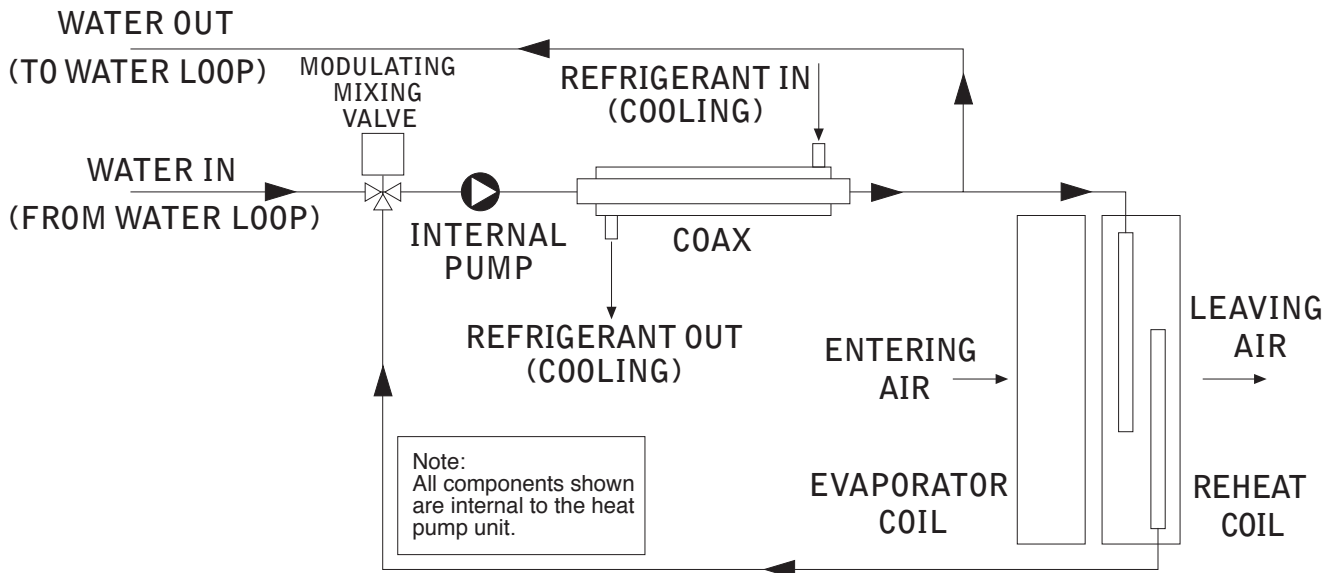 WATER OUT
(TO WATER LOOP)
MODULATING
MIXING
VALVE
REFRIGERANT IN
(COOLING)
WATER IN
(FROM WATER LOOP)
INTERNAL
PUMP
COAX
REFRIGERANT OUT
(COOLING)
ENTERING
AIR
LEAVING
AIR
Note:
All components shown
are internal to the heat
pump unit.
EVAPORATOR
COIL
REHEAT
COIL